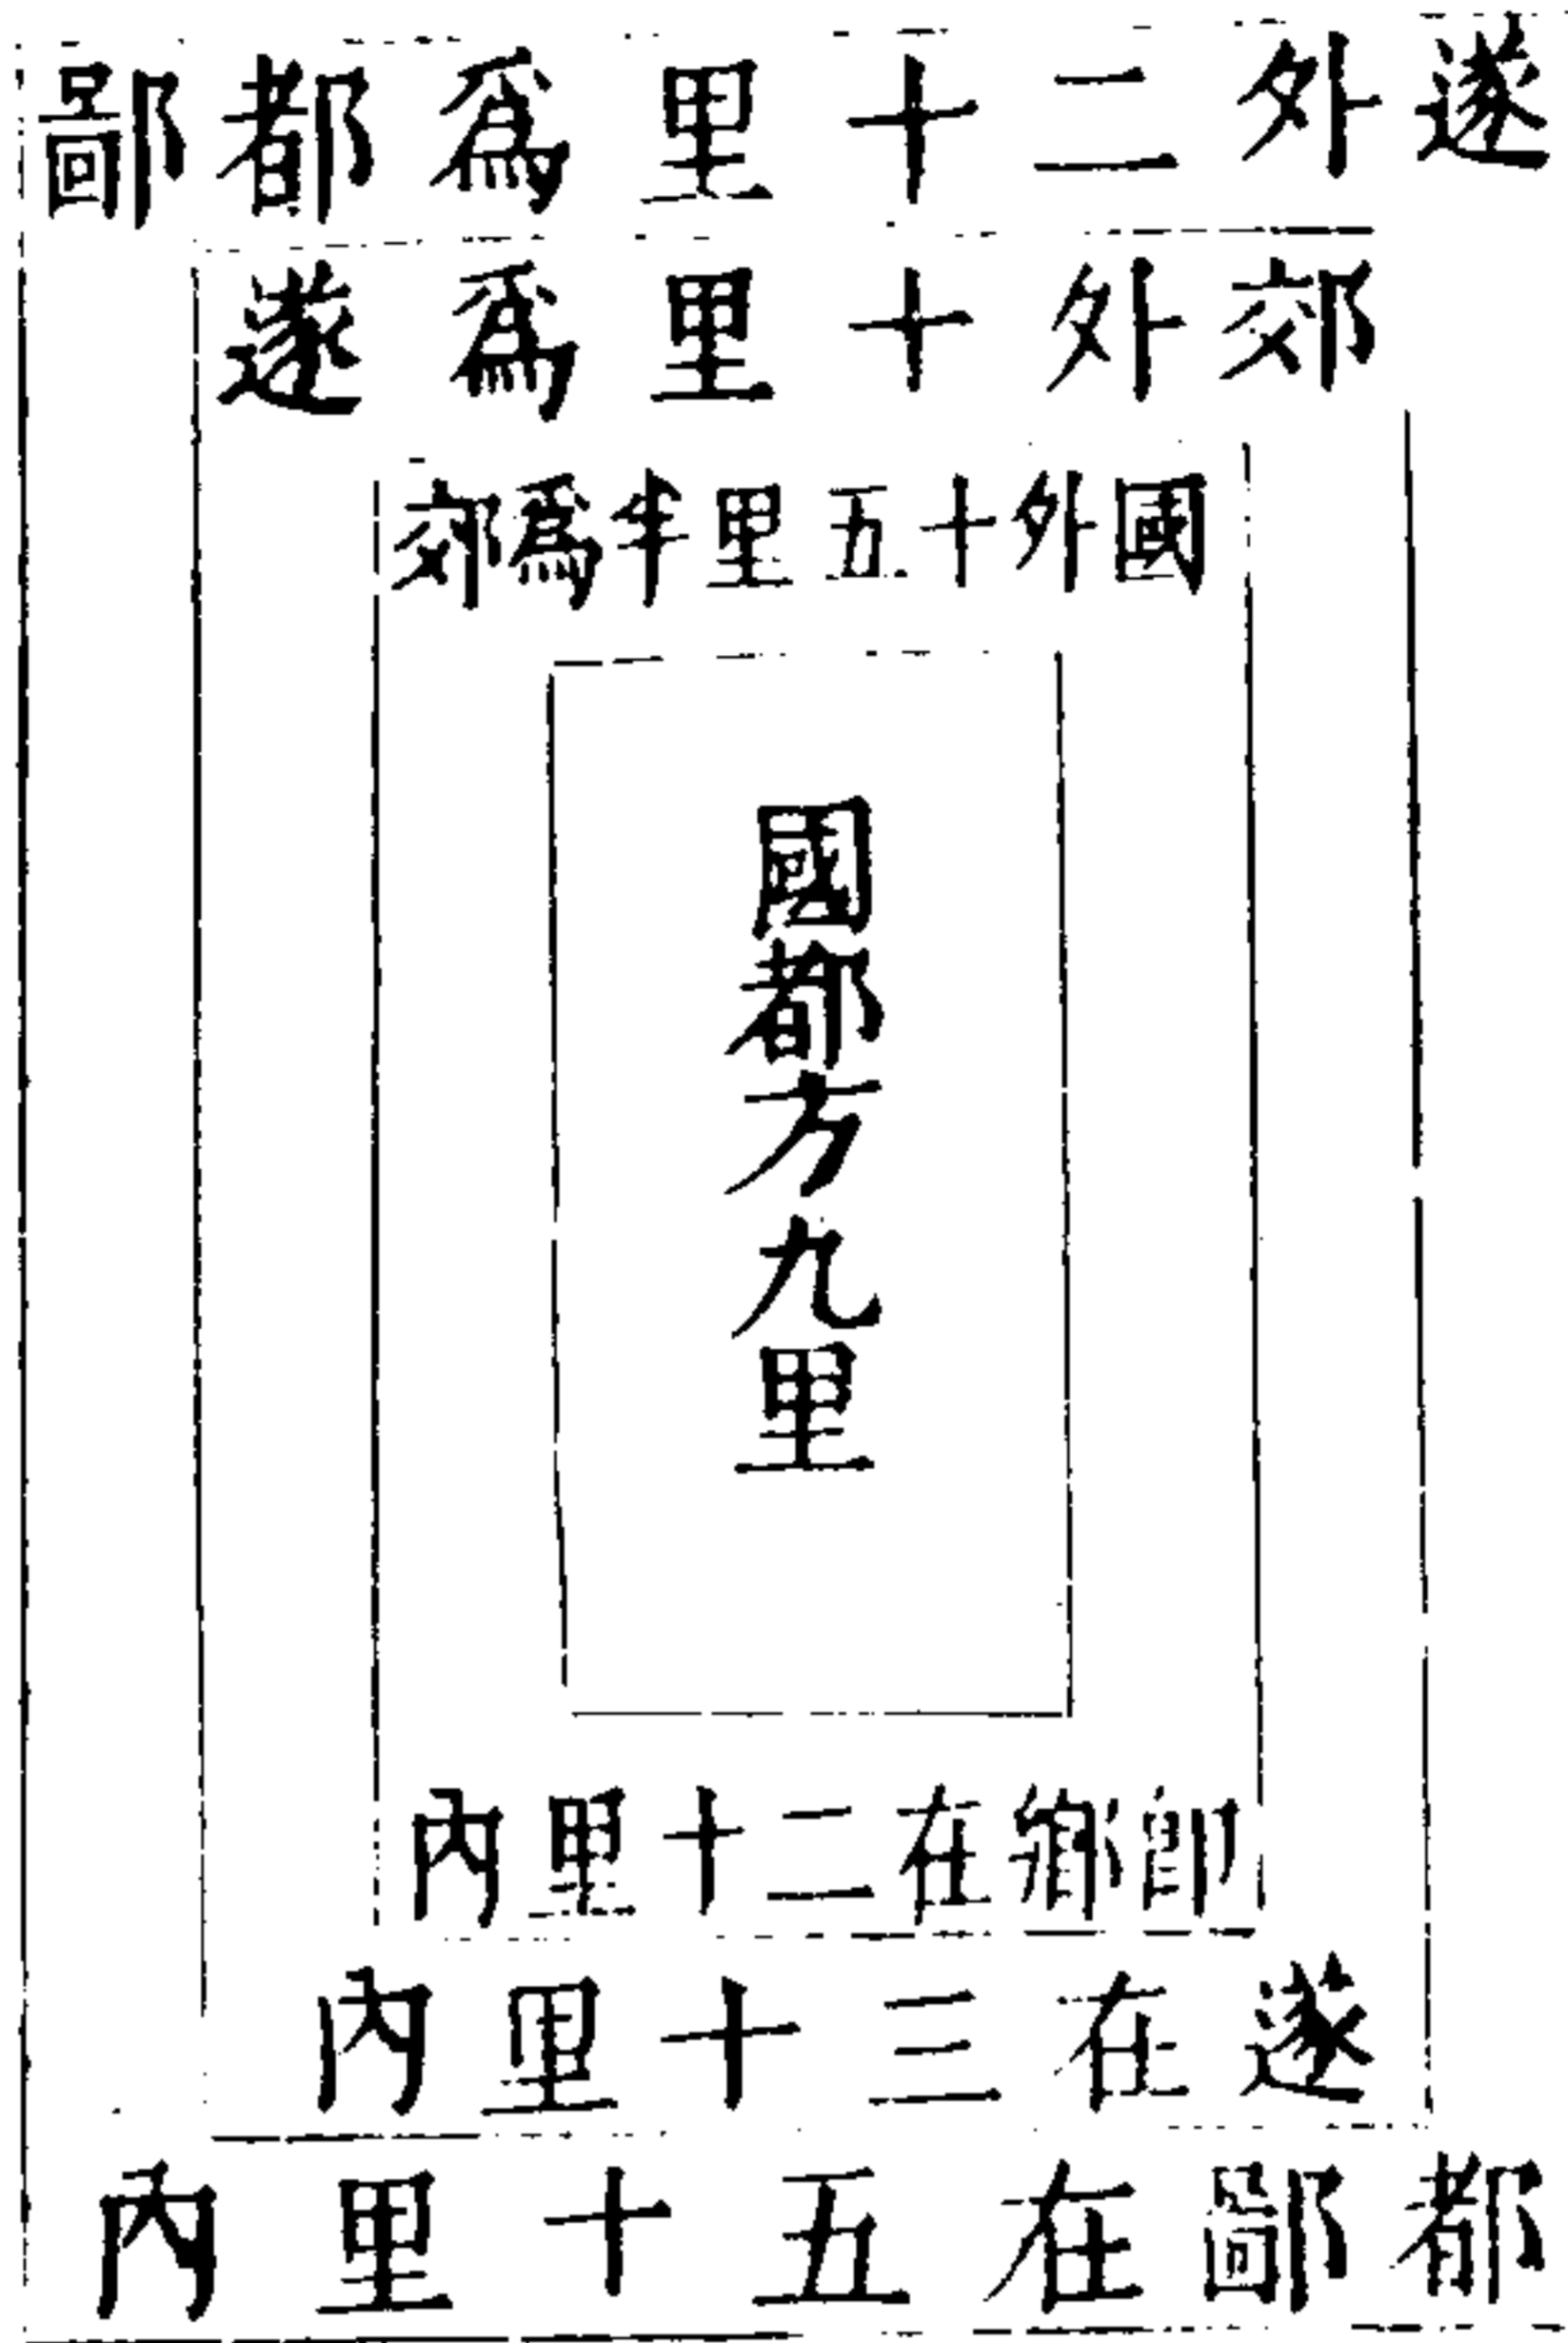 遂外二十里為都鄙
郊外十里為遂
國外十五里半為郊
國都方九里
即鄉在二十里內
遂在三十里內
都鄙在五十里內